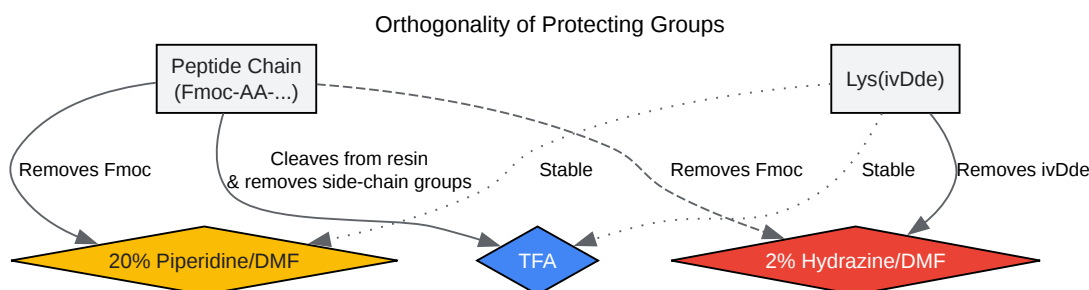 Orthogonality of Protecting Groups
Peptide Chain
(Fmoc-AA-...)
Lys(ivDde)
Removes Fmoc
Cleaves from resin
& removes side-chain groups
Stable
Removes Fmoc
Stable
Removes ivDde
20% Piperidine/DMF
TFA
2% Hydrazine/DMF